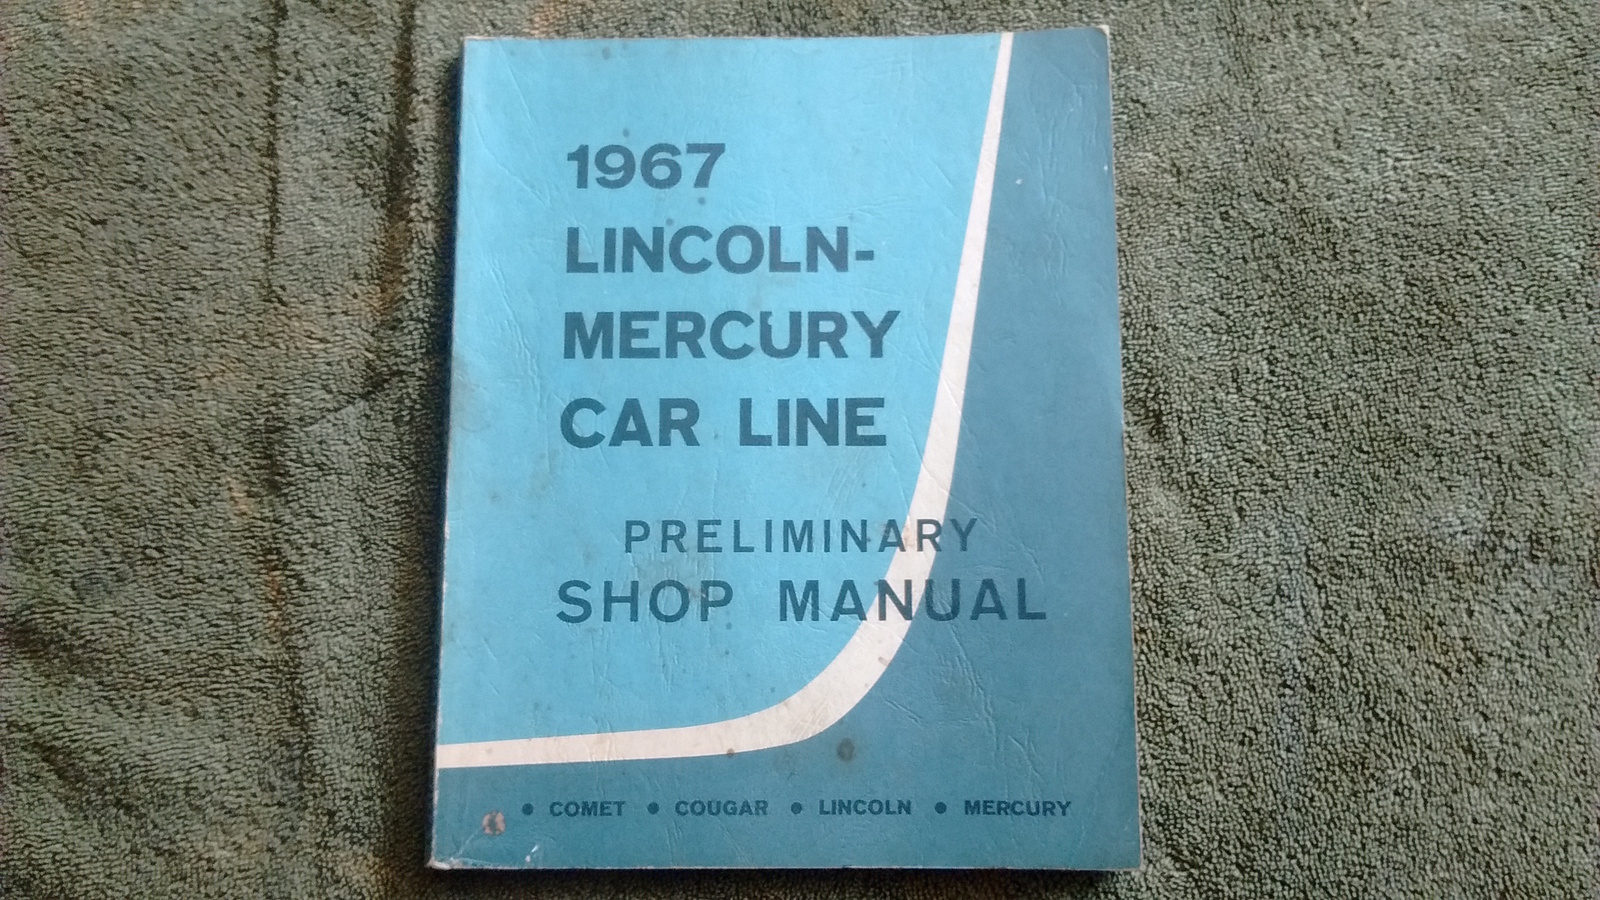 1967
LINCOLN-
MERCURY
CAR LINE
PRELIMINARY
SHOP MANUAL
• COMET • COUGAR • LINCOLN • MERCURY